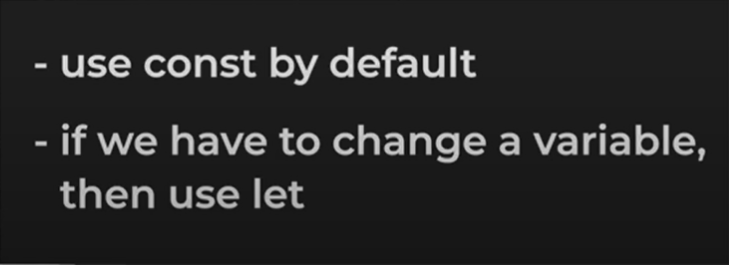 - use const by default
- if we have to change a variable,
then use let